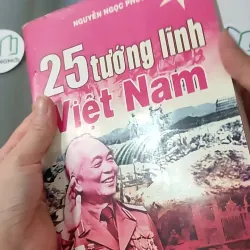 NGUYỄN NGỌC
25 tướng lĩnh
Việt Nam